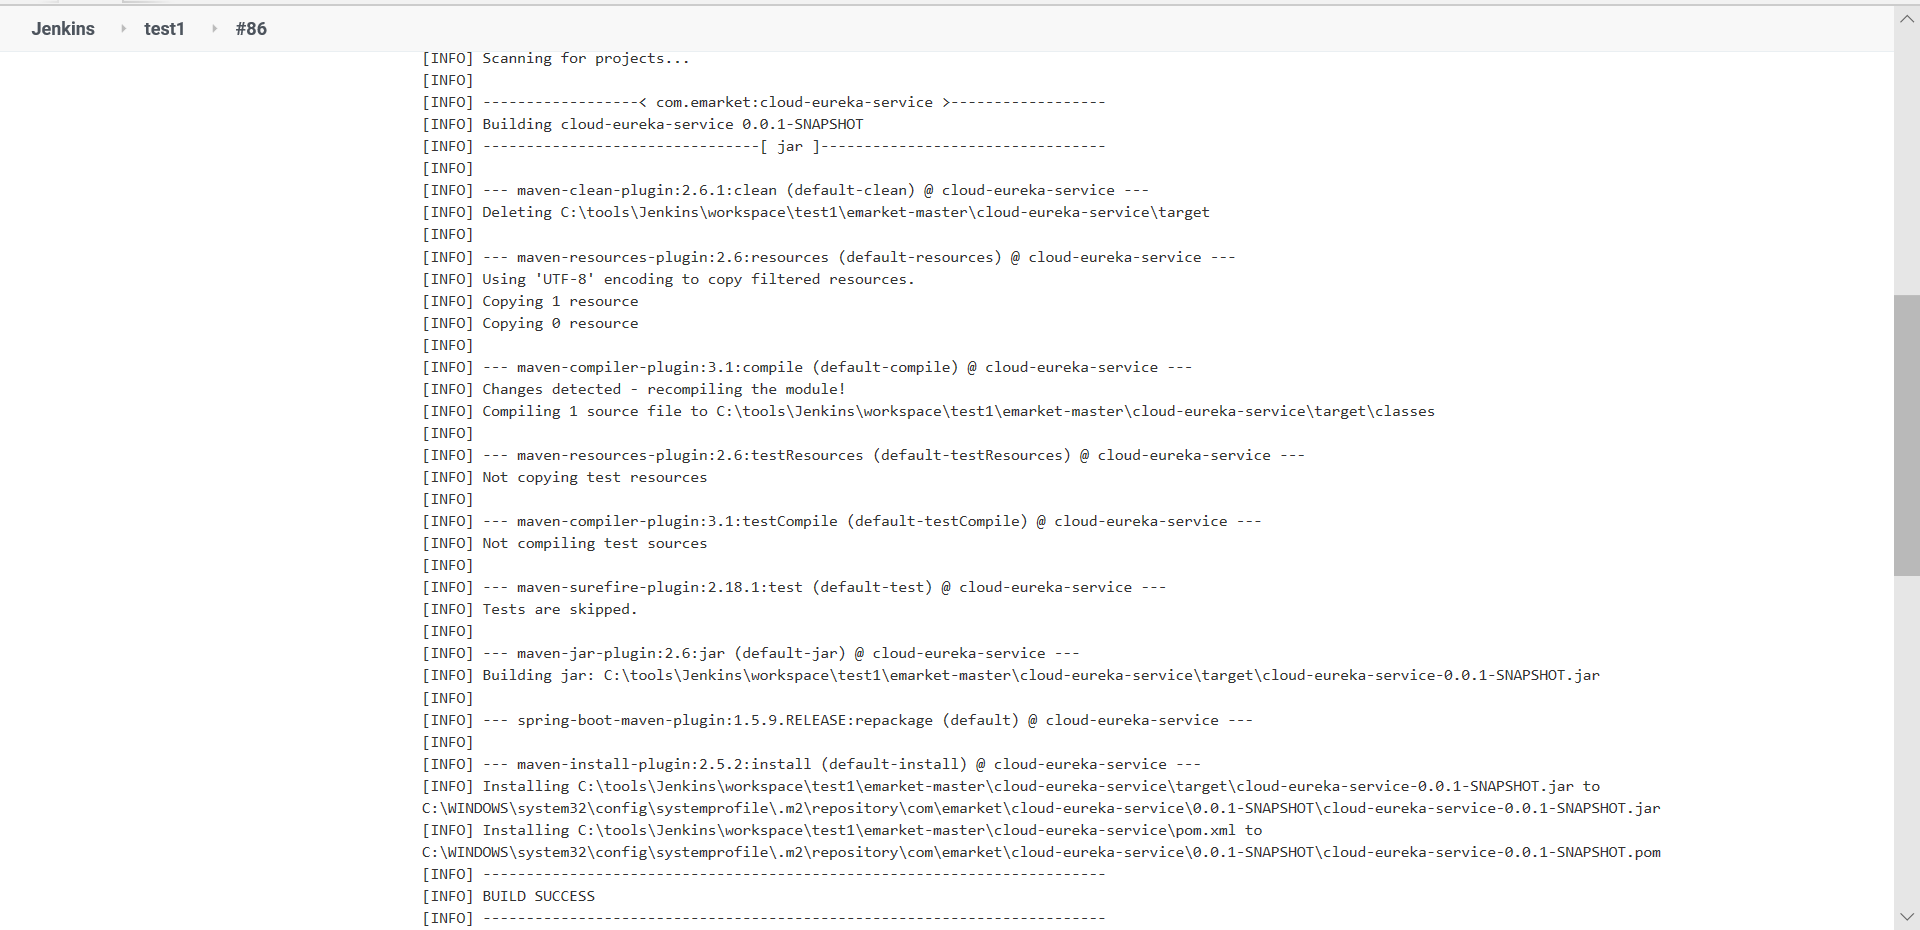 Jenkins test1 #86
[INFO] Scanning for projects...
[INFO]
[INFO] ------------------< com.emarket:cloud-eureka-service >------------------
[INFO] Building cloud-eureka-service 0.0.1-SNAPSHOT
[INFO] --------------------------------[ jar ]---------------------------------
[INFO]
[INFO] --- maven-clean-plugin:2.6.1:clean (default-clean) @ cloud-eureka-service ---
[INFO] Deleting C:\tools\Jenkins\workspace\test1\emarket-master\cloud-eureka-service\target
[INFO]
[INFO] --- maven-resources-plugin:2.6:resources (default-resources) @ cloud-eureka-service ---
[INFO] Using 'UTF-8' encoding to copy filtered resources.
[INFO] Copying 1 resource
[INFO] Copying 0 resource
[INFO]
[INFO] --- maven-compiler-plugin:3.1:compile (default-compile) @ cloud-eureka-service ---
[INFO] Changes detected - recompiling the module!
[INFO] Compiling 1 source file to C:\tools\Jenkins\workspace\test1\emarket-master\cloud-eureka-service\target\classes
[INFO]
[INFO] --- maven-resources-plugin:2.6:testResources (default-testResources) @ cloud-eureka-service ---
[INFO] Not copying test resources
[INFO]
[INFO] --- maven-compiler-plugin:3.1:testCompile (default-testCompile) @ cloud-eureka-service ---
[INFO] Not compiling test sources
[INFO]
[INFO] --- maven-surefire-plugin:2.18.1:test (default-test) @ cloud-eureka-service ---
[INFO] Tests are skipped.
[INFO]
[INFO] --- maven-jar-plugin:2.6:jar (default-jar) @ cloud-eureka-service ---
[INFO] Building jar: C:\tools\Jenkins\workspace\test1\emarket-master\cloud-eureka-service\target\cloud-eureka-service-0.0.1-SNAPSHOT.jar
[INFO]
[INFO] --- spring-boot-maven-plugin:1.5.9.RELEASE:repackage (default) @ cloud-eureka-service ---
[INFO]
[INFO] --- maven-install-plugin:2.5.2:install (default-install) @ cloud-eureka-service ---
[INFO] Installing C:\tools\Jenkins\workspace\test1\emarket-master\cloud-eureka-service\target\cloud-eureka-service-0.0.1-SNAPSHOT.jar to
C:\WINDOWS\system32\config\systemprofile\.m2\repository\com\emarket\cloud-eureka-service\0.0.1-SNAPSHOT\cloud-eureka-service-0.0.1-SNAPSHOT.jar
[INFO] Installing C:\tools\Jenkins\workspace\test1\emarket-master\cloud-eureka-service\pom.xml to
C:\WINDOWS\system32\config\systemprofile\.m2\repository\com\emarket\cloud-eureka-service\0.0.1-SNAPSHOT\cloud-eureka-service-0.0.1-SNAPSHOT.pom
[INFO] ------------------------------------------------------------------------
[INFO] BUILD SUCCESS
[INFO] ------------------------------------------------------------------------